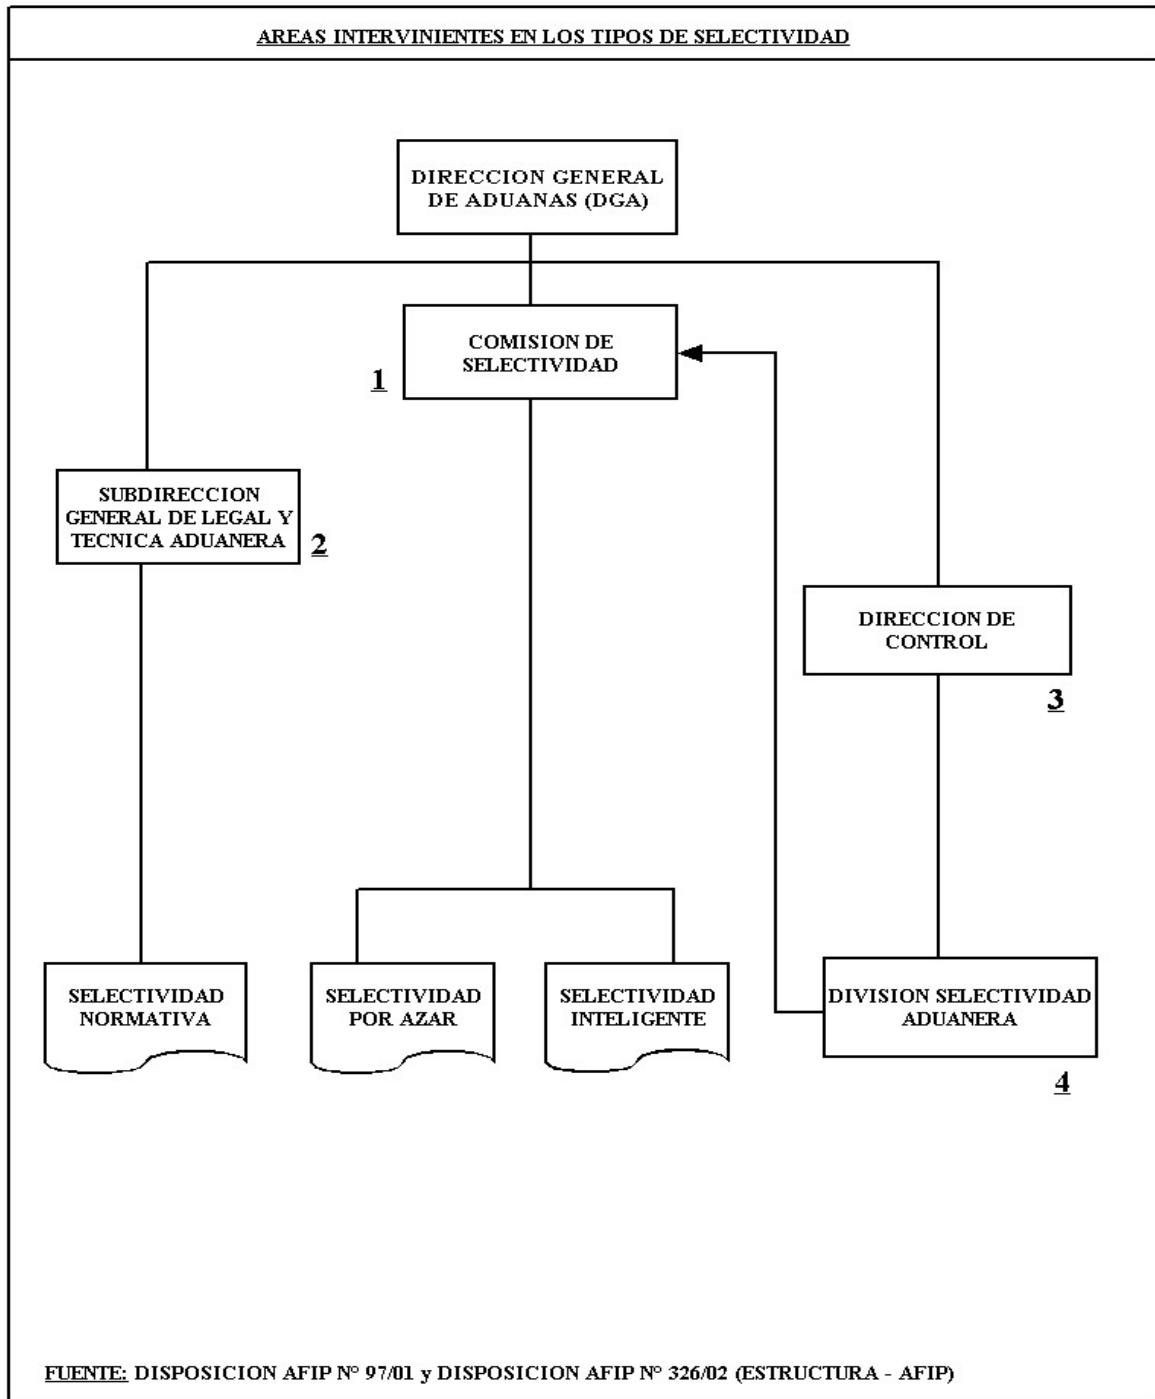 AREAS INTERVINIENTES EN LOS TIPOS DE SELECTIVIDAD
DIRECCION GENERAL
DE ADUANAS (DGA)
COMISION DE
SELECTIVIDAD
1
SUBDIRECCION
GENERAL DE LEGAL Y
TECNICA ADUANERA
2
DIRECCION DE
CONTROL
3
SELECTIVIDAD
NORMATIVA
SELECTIVIDAD
POR AZAR
SELECTIVIDAD
INTELIGENTE
DIVISION SELECTIVIDAD
ADUANERA
4
FUENTE: DISPOSICION AFIP Nº 97/01 y DISPOSICION AFIP Nº 326/02 (ESTRUCTURA - AFIP)